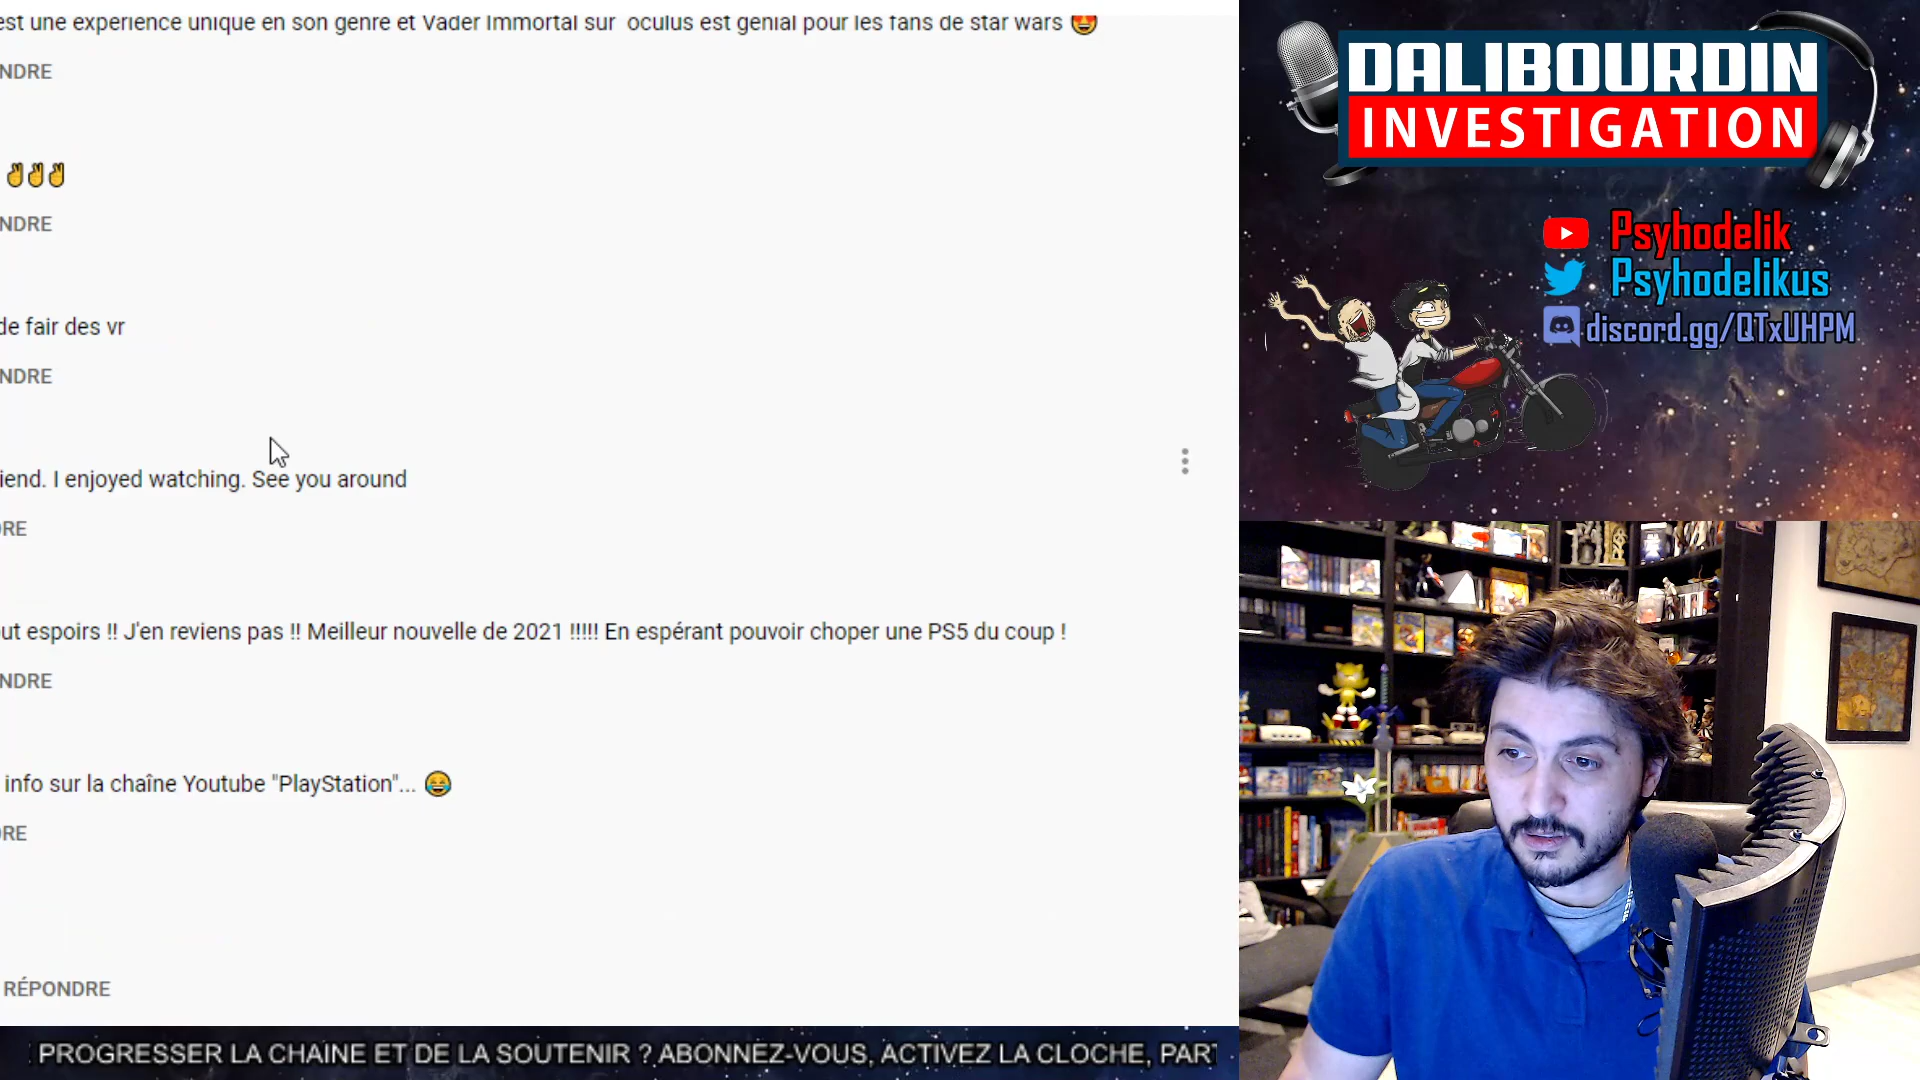 est une expérience unique en son genre et Vader Immortal sur oculus est génial pour les fans de star wars 😍
NDRE
✌✌✌
NDRE
de fair des vr
NDRE
iend. I enjoyed watching. See you around
DRE
out espoirs !! J'en reviens pas !! Meilleur nouvelle de 2021 !!!!! En espérant pouvoir choper une PS5 du coup !
NDRE
info sur la chaîne Youtube "PlayStation"... 😂
DRE
RÉPONDRE
DALIBOURDIN
INVESTIGATION
Psyhodelik
Psyhodelikus
discord.gg/QTxUHPM
PROGRESSER LA CHAINE ET DE LA SOUTENIR ? ABONNEZ-VOUS, ACTIVEZ LA CLOCHE, PART